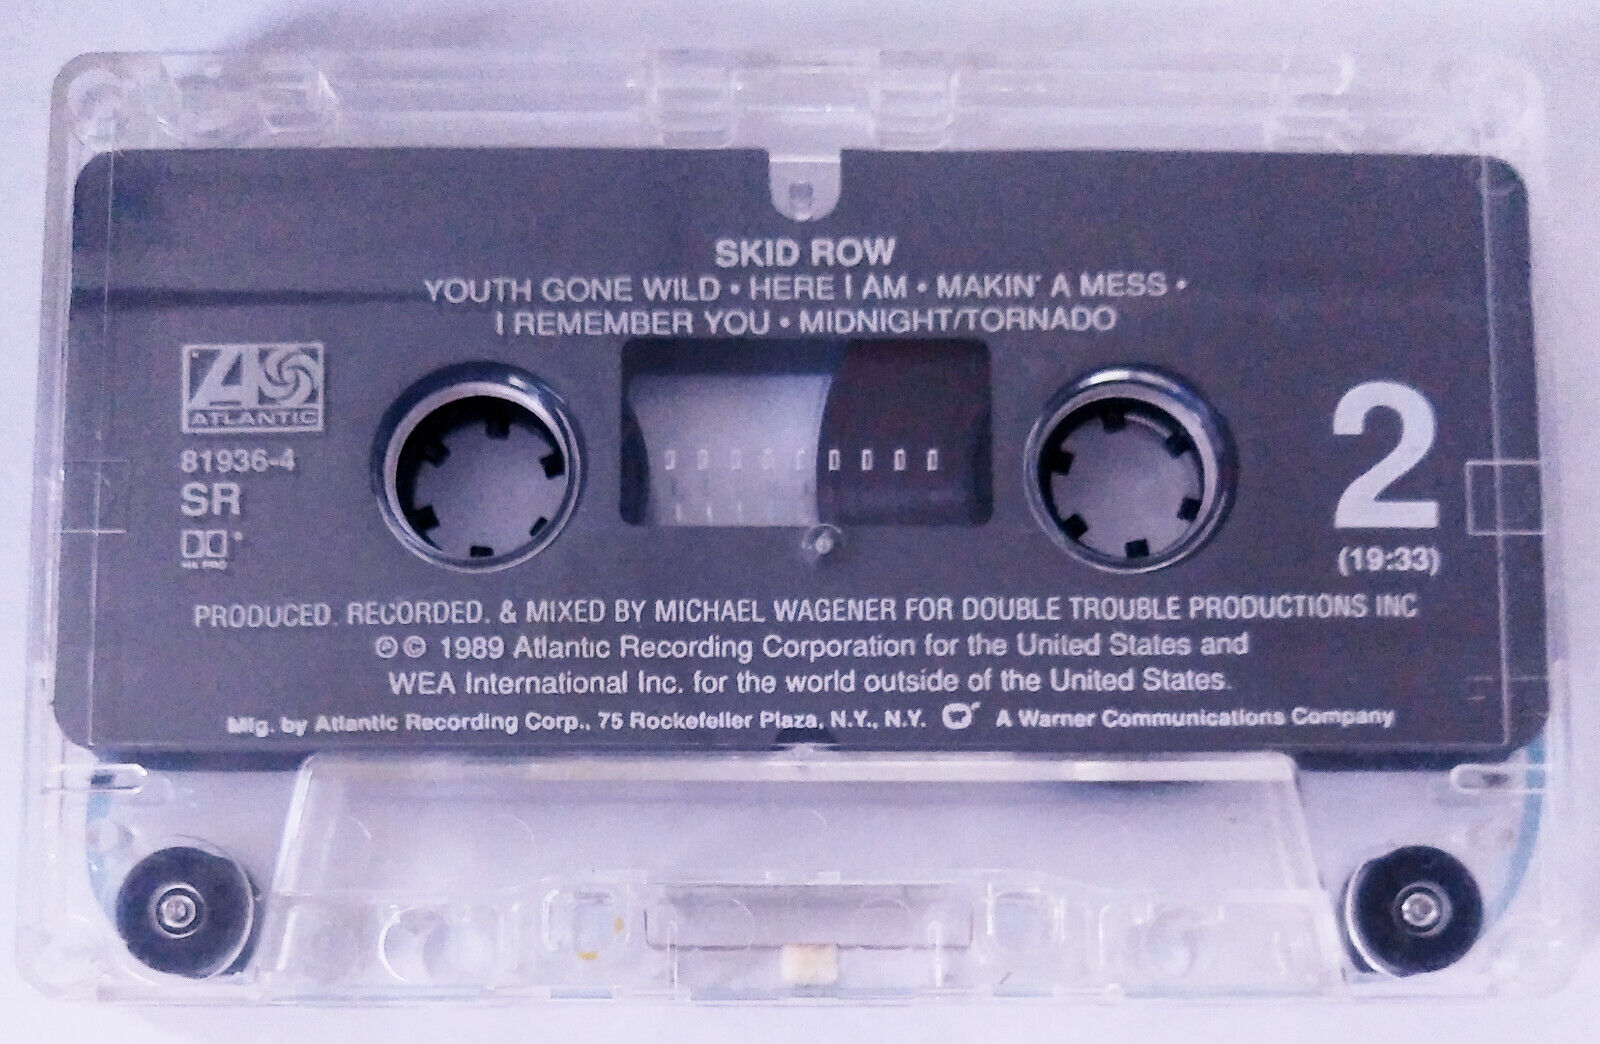 SKID ROW
YOUTH GONE WILD • HERE I AM • MAKIN' A MESS •
I REMEMBER YOU • MIDNIGHT/TORNADO
ATLANTIC
81936-4
SR
HX PRO
2
(19:33)
PRODUCED, RECORDED, & MIXED BY MICHAEL WAGENER FOR DOUBLE TROUBLE PRODUCTIONS INC
℗ © 1989 Atlantic Recording Corporation for the United States and
WEA International Inc. for the world outside of the United States.
Mfg. by Atlantic Recording Corp., 75 Rockefeller Plaza, N.Y., N.Y. A Warner Communications Company